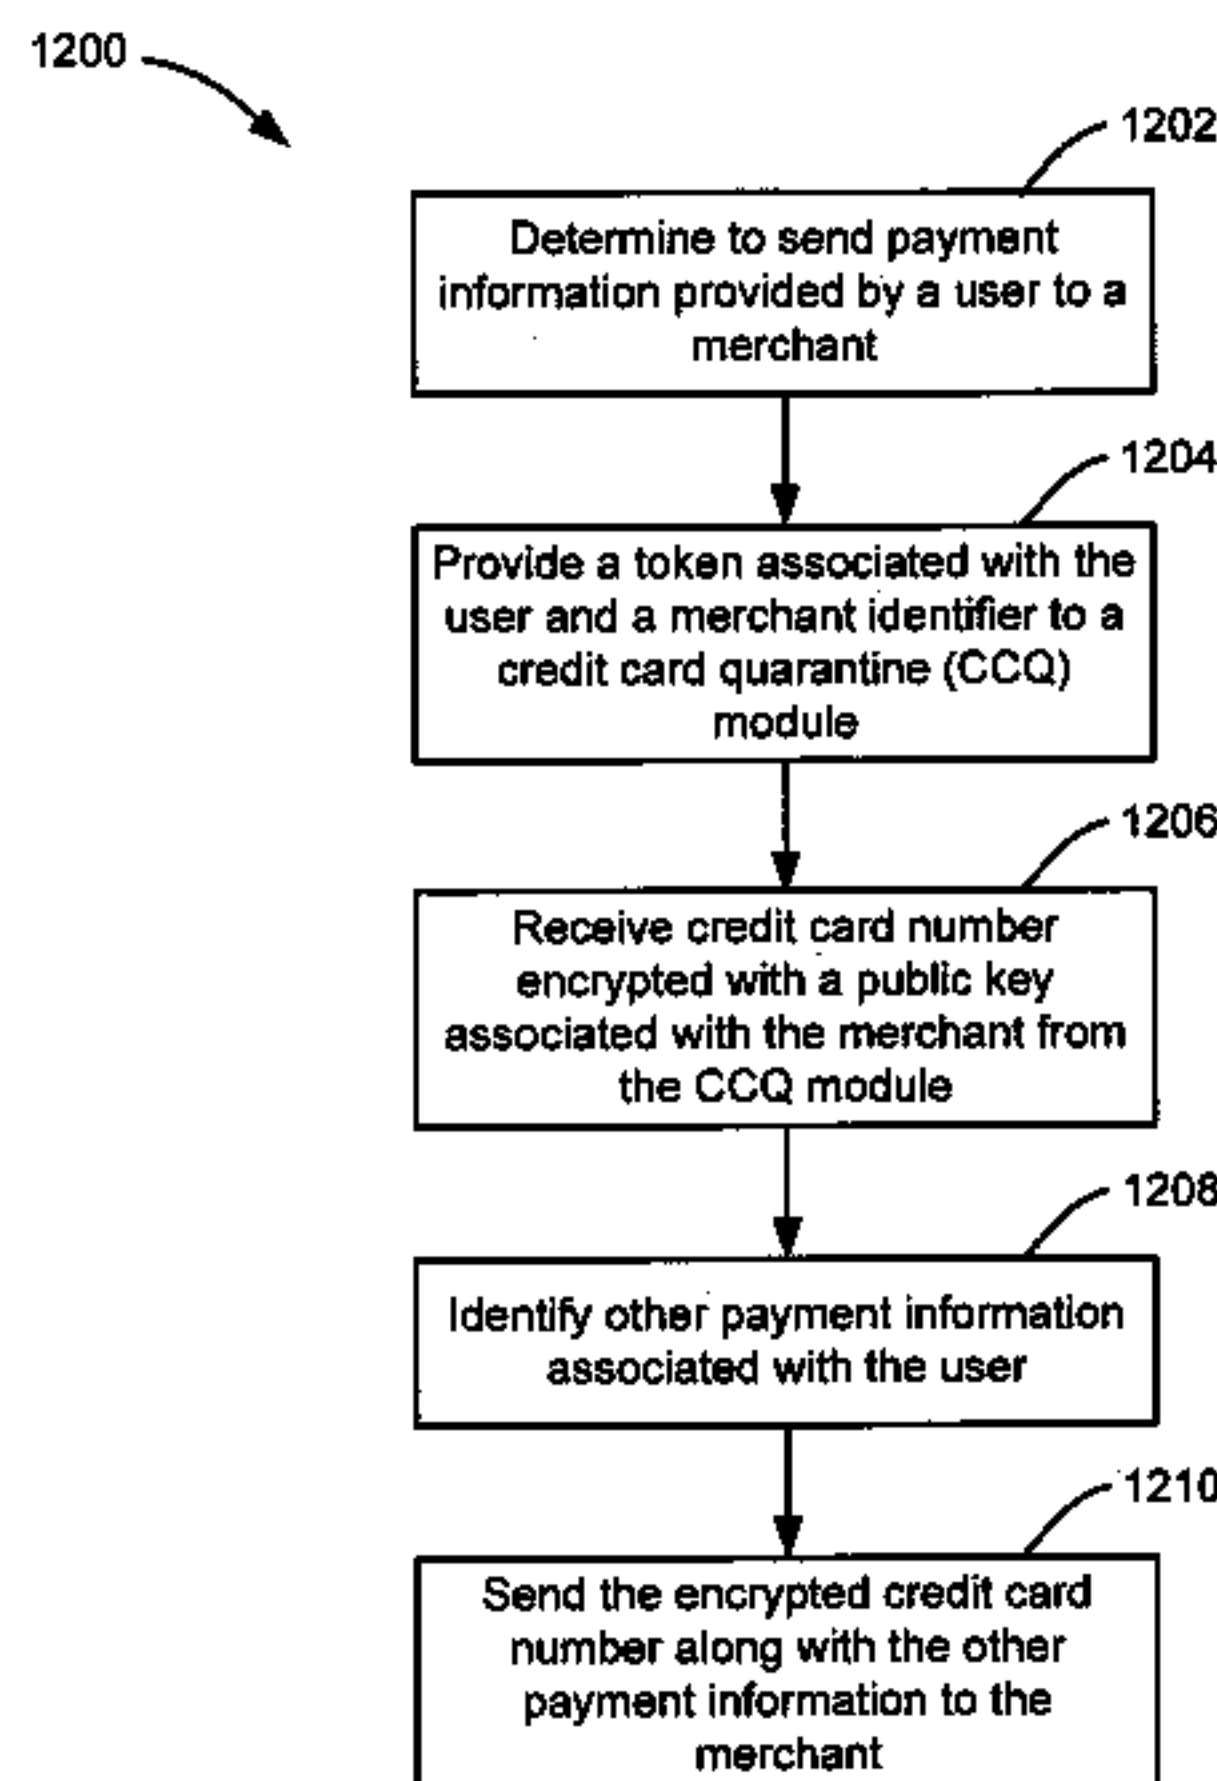 1200
1202
Determine to send payment
information provided by a user to a
merchant
1204
Provide a token associated with the
user and a merchant identifier to a
credit card quarantine (CCQ)
module
1206
Receive credit card number
encrypted with a public key
associated with the merchant from
the CCQ module
1208
Identify other payment information
associated with the user
1210
Send the encrypted credit card
number along with the other
payment information to the
merchant